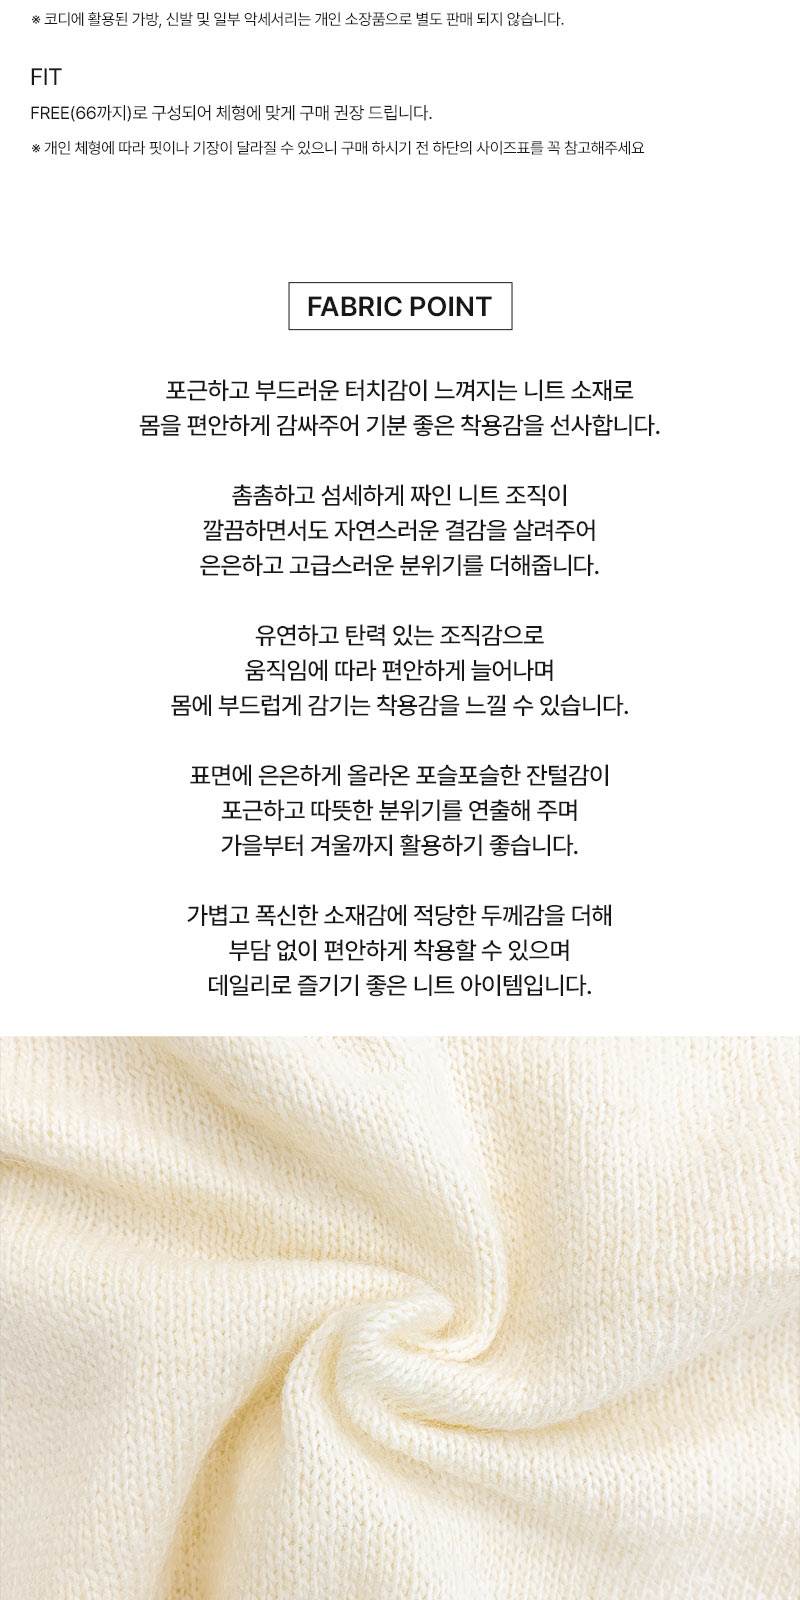 ※ 코디에 활용된 가방, 신발 및 일부 악세서리는 개인 소장품으로 별도 판매 되지 않습니다.
FIT
FREE(66까지)로 구성되어 체형에 맞게 구매 권장 드립니다.
※ 개인 체형에 따라 핏이나 기장이 달라질 수 있으니 구매 하시기 전 하단의 사이즈표를 꼭 참고해주세요
FABRIC POINT
포근하고 부드러운 터치감이 느껴지는 니트 소재로
몸을 편안하게 감싸주어 기분 좋은 착용감을 선사합니다.
촘촘하고 섬세하게 짜인 니트 조직이
깔끔하면서도 자연스러운 결감을 살려주어
은은하고 고급스러운 분위기를 더해줍니다.
유연하고 탄력 있는 조직감으로
움직임에 따라 편안하게 늘어나며
몸에 부드럽게 감기는 착용감을 느낄 수 있습니다.
표면에 은은하게 올라온 포슬포슬한 잔털감이
포근하고 따뜻한 분위기를 연출해 주며
가을부터 겨울까지 활용하기 좋습니다.
가볍고 폭신한 소재감에 적당한 두께감을 더해
부담 없이 편안하게 착용할 수 있으며
데일리로 즐기기 좋은 니트 아이템입니다.